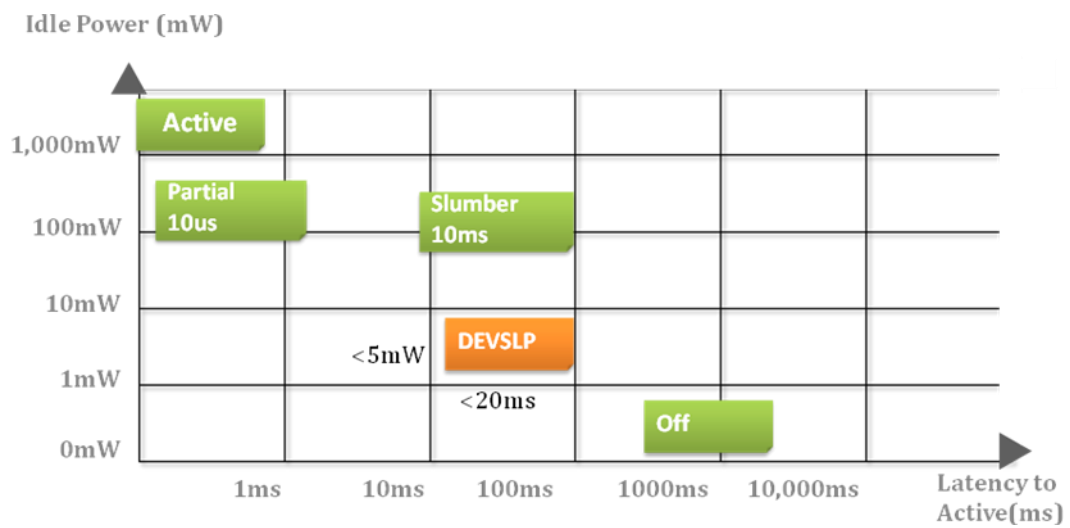 Idle Power (mW)
Active
1,000mW
Partial
10us
Slumber
10ms
100mW
10mW
DEVSLP
<5mW
1mW
<20ms
Off
0mW
1ms
10ms
100ms
1000ms
10,000ms
Latency to
Active(ms)